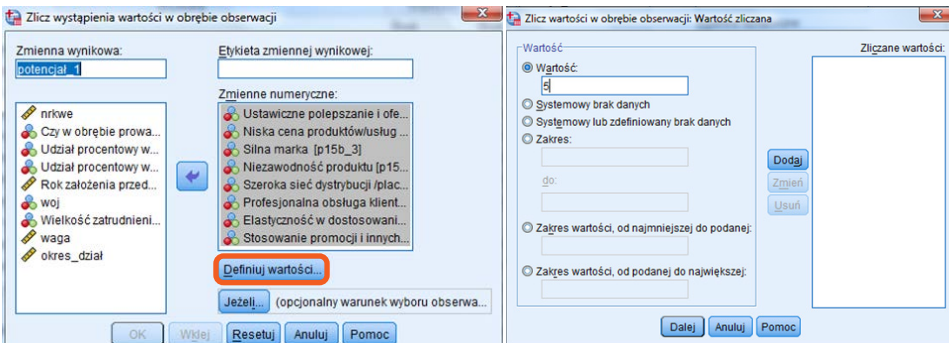 Zlicz wystąpienia wartości w obrębie obserwacji
Zmienna wynikowa:
potencjał_1
Etykieta zmiennej wynikowej:
nrkwe
Czy w obrębie prowa...
Udział procentowy w...
Udział procentowy w...
Rok założenia przed...
woj
Wielkość zatrudnieni...
waga
okres_dział
Zmienne numeryczne:
Ustawiczne polepszanie i ofe...
Niska cena produktów/usług ...
Silna marka [p15b_3]
Niezawodność produktu [p15...
Szeroka sieć dystrybucji /plac...
Profesjonalna obsługa klient...
Elastyczność w dostosowani...
Stosowanie promocji i innych...
Definiuj wartości...
Jeżeli... (opcjonalny warunek wyboru obserwa...
OK Wklej Resetuj Anuluj Pomoc
Zlicz wartości w obrębie obserwacji: Wartość zliczana
Wartość
Wartość:
5
Systemowy brak danych
Systemowy lub zdefiniowany brak danych
Zakres:
do:
Zakres wartości, od najmniejszej do podanej:
Zakres wartości, od podanej do największej:
Zliczane wartości:
Dodaj
Zmień
Usuń
Dalej Anuluj Pomoc